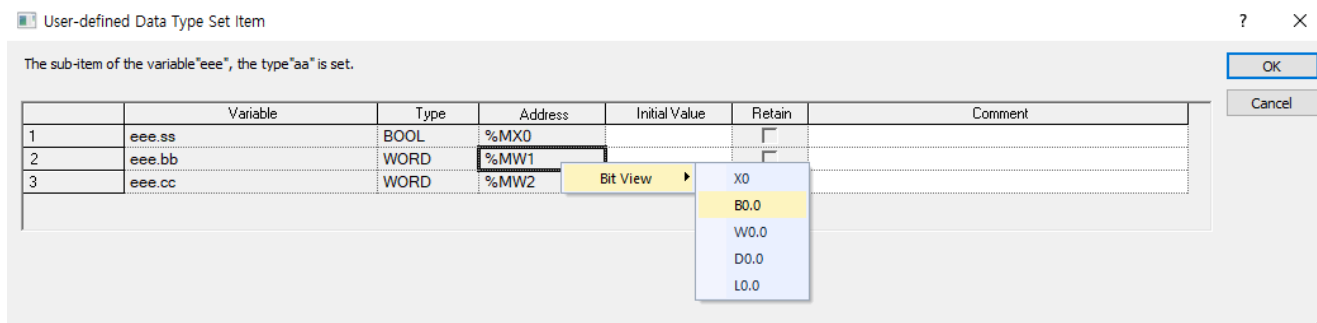 User-defined Data Type Set Item ? ×
The sub-item of the variable"eee", the type"aa" is set.
OK
Cancel
Variable Type Address Initial Value Retain Comment
1 eee.ss BOOL %MX0
2 eee.bb WORD %MW1
3 eee.cc WORD %MW2
Bit View X0
B0.0
W0.0
D0.0
L0.0